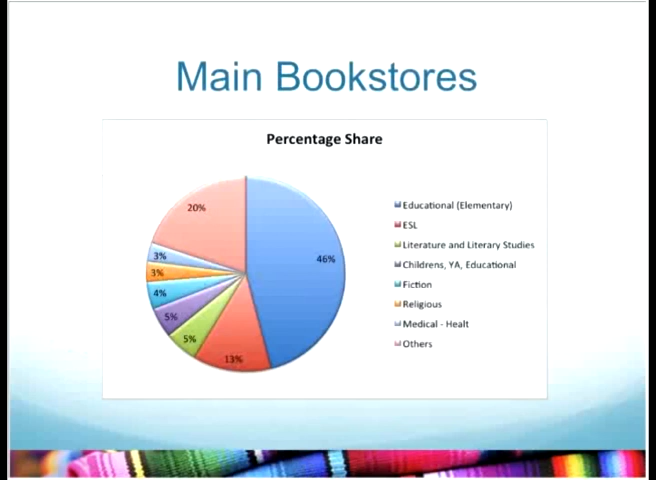 Main Bookstores
Percentage Share
20%
46%
3%
3%
4%
5%
5%
13%
Educational (Elementary)
ESL
Literature and Literary Studies
Childrens, YA, Educational
Fiction
Religious
Medical - Healt
Others